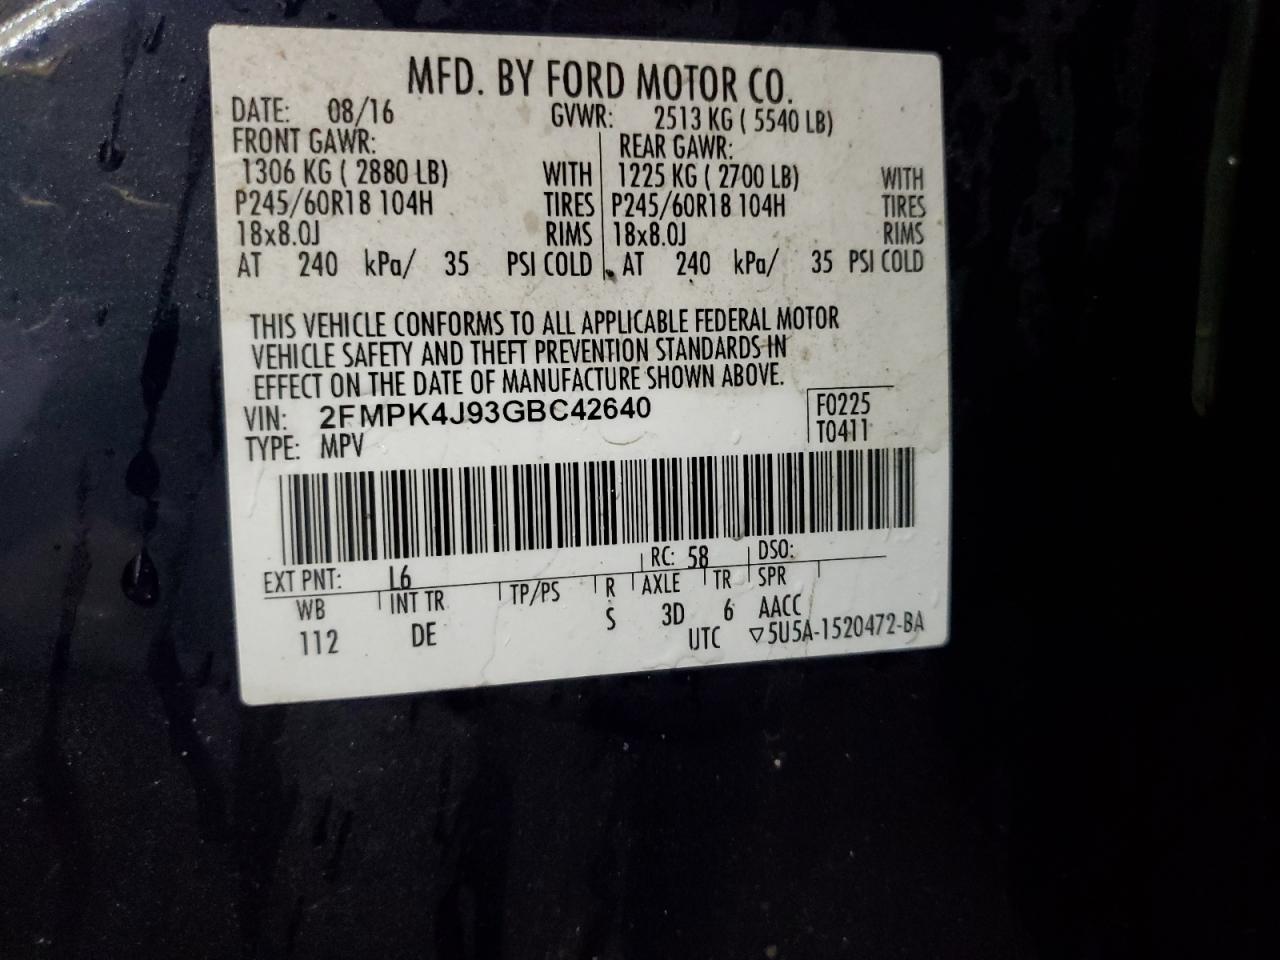 MFD. BY FORD MOTOR CO.
DATE: 08/16 GVWR: 2513 KG ( 5540 LB)
FRONT GAWR: REAR GAWR:
1306 KG ( 2880 LB) WITH 1225 KG ( 2700 LB) WITH
P245/60R18 104H TIRES P245/60R18 104H TIRES
18x8.0J RIMS 18x8.0J RIMS
AT 240 kPa/ 35 PSI COLD AT 240 kPa/ 35 PSI COLD
THIS VEHICLE CONFORMS TO ALL APPLICABLE FEDERAL MOTOR
VEHICLE SAFETY AND THEFT PREVENTION STANDARDS IN
EFFECT ON THE DATE OF MANUFACTURE SHOWN ABOVE.
VIN: 2FMPK4J93GBC42640 F0225
TYPE: MPV T0411
EXT PNT: L6 RC: 58 DSO:
WB INT TR TP/PS R AXLE TR SPR
112 DE S 3D 6 AACC
UTC ▽5U5A-1520472-BA